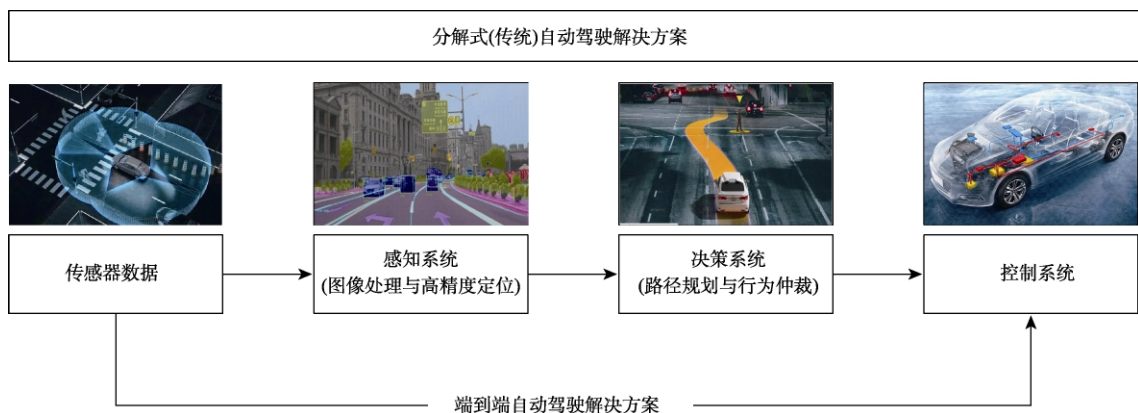 分解式(传统)自动驾驶解决方案
传感器数据
感知系统
(图像处理与高精度定位)
决策系统
(路径规划与行为仲裁)
控制系统
端到端自动驾驶解决方案